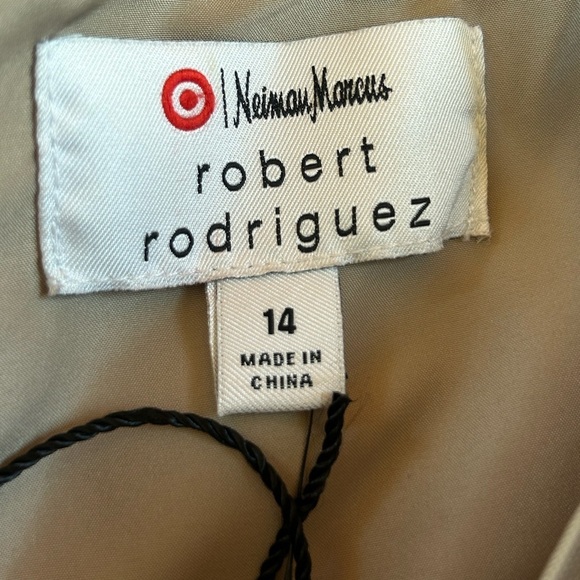 Neiman Marcus
robert
rodriguez
14
MADE IN
CHINA